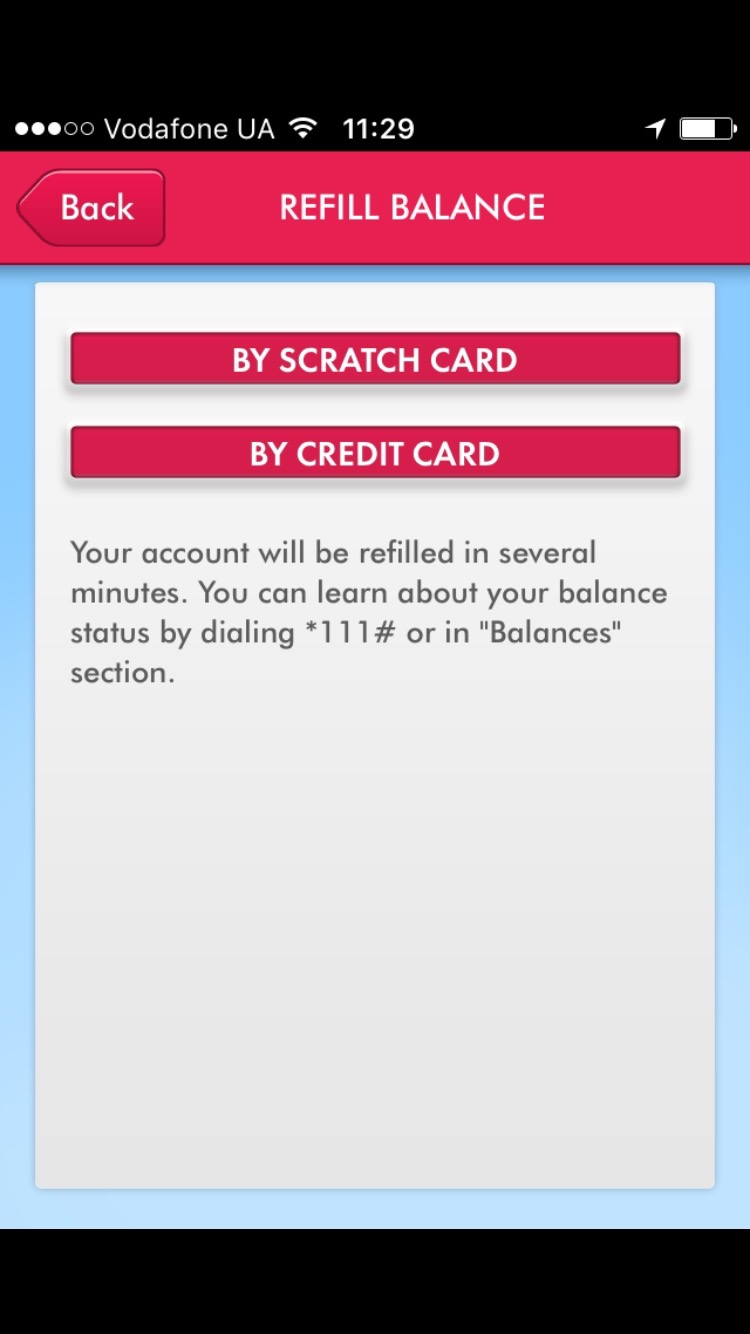 Vodafone UA 11:29
Back REFILL BALANCE
BY SCRATCH CARD
BY CREDIT CARD
Your account will be refilled in several
minutes. You can learn about your balance
status by dialing *111# or in "Balances"
section.